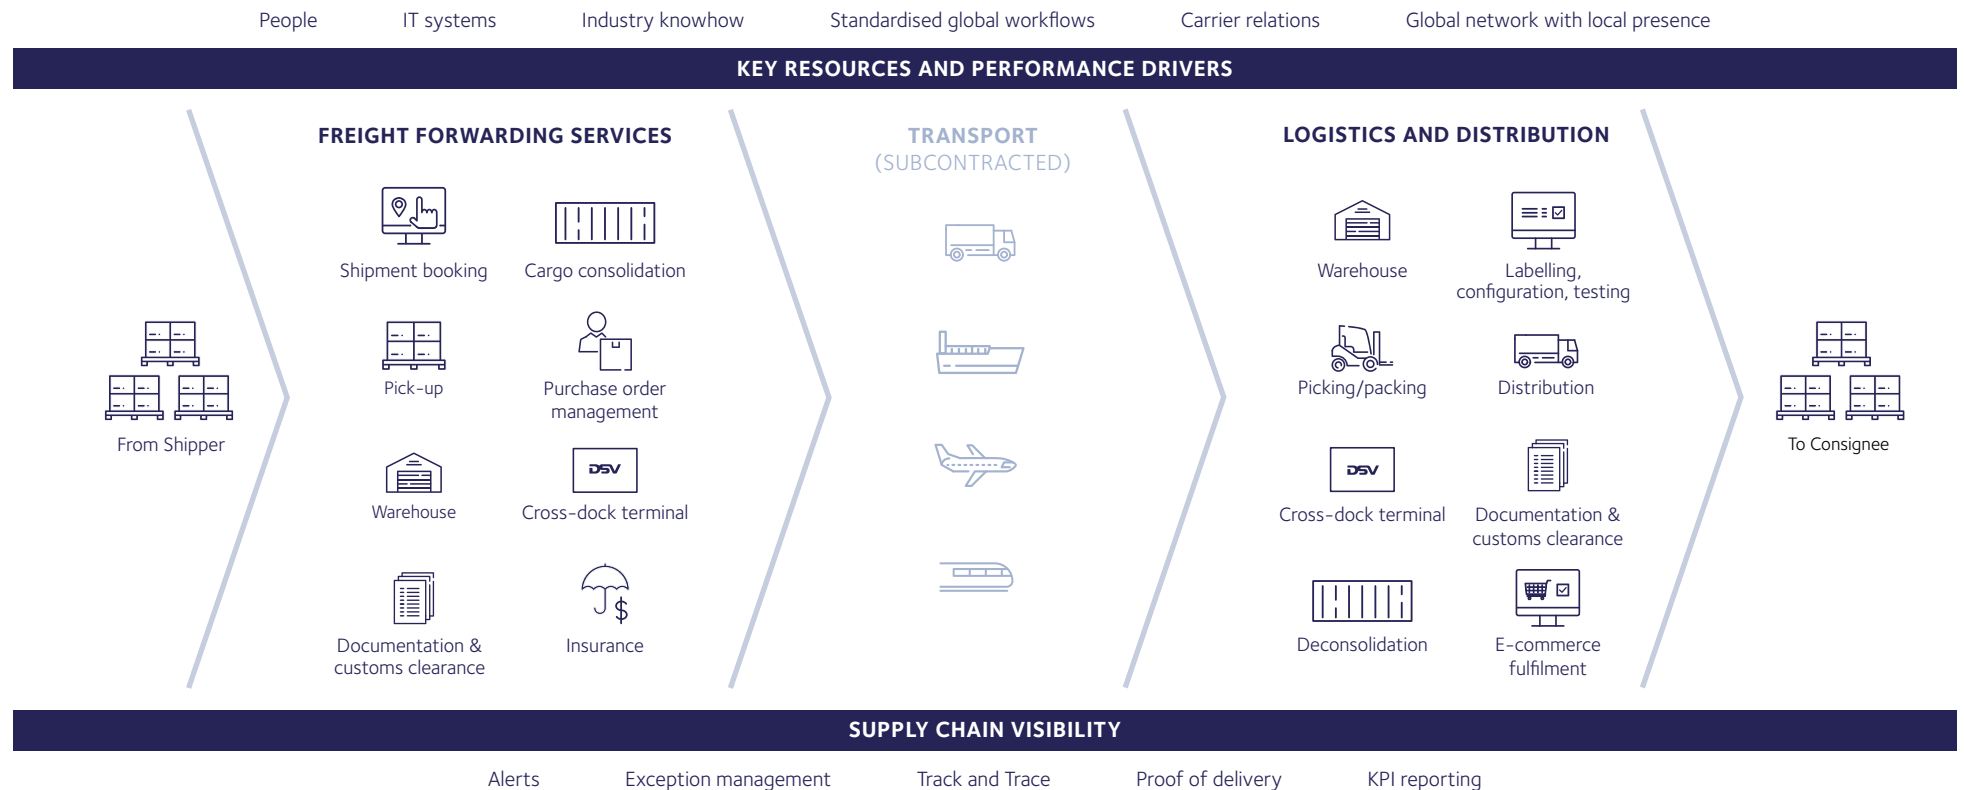 People IT systems Industry knowhow Standardised global workflows Carrier relations Global network with local presence
KEY RESOURCES AND PERFORMANCE DRIVERS
From Shipper
FREIGHT FORWARDING SERVICES
Shipment booking Cargo consolidation
Pick-up Purchase order
management
DSV
Warehouse Cross-dock terminal
$
Documentation & Insurance
customs clearance
TRANSPORT
(SUBCONTRACTED)
LOGISTICS AND DISTRIBUTION
Warehouse Labelling,
configuration, testing
Picking/packing Distribution
DSV
Cross-dock terminal Documentation &
customs clearance
Deconsolidation E-commerce
fulfilment
To Consignee
SUPPLY CHAIN VISIBILITY
Alerts Exception management Track and Trace Proof of delivery KPI reporting